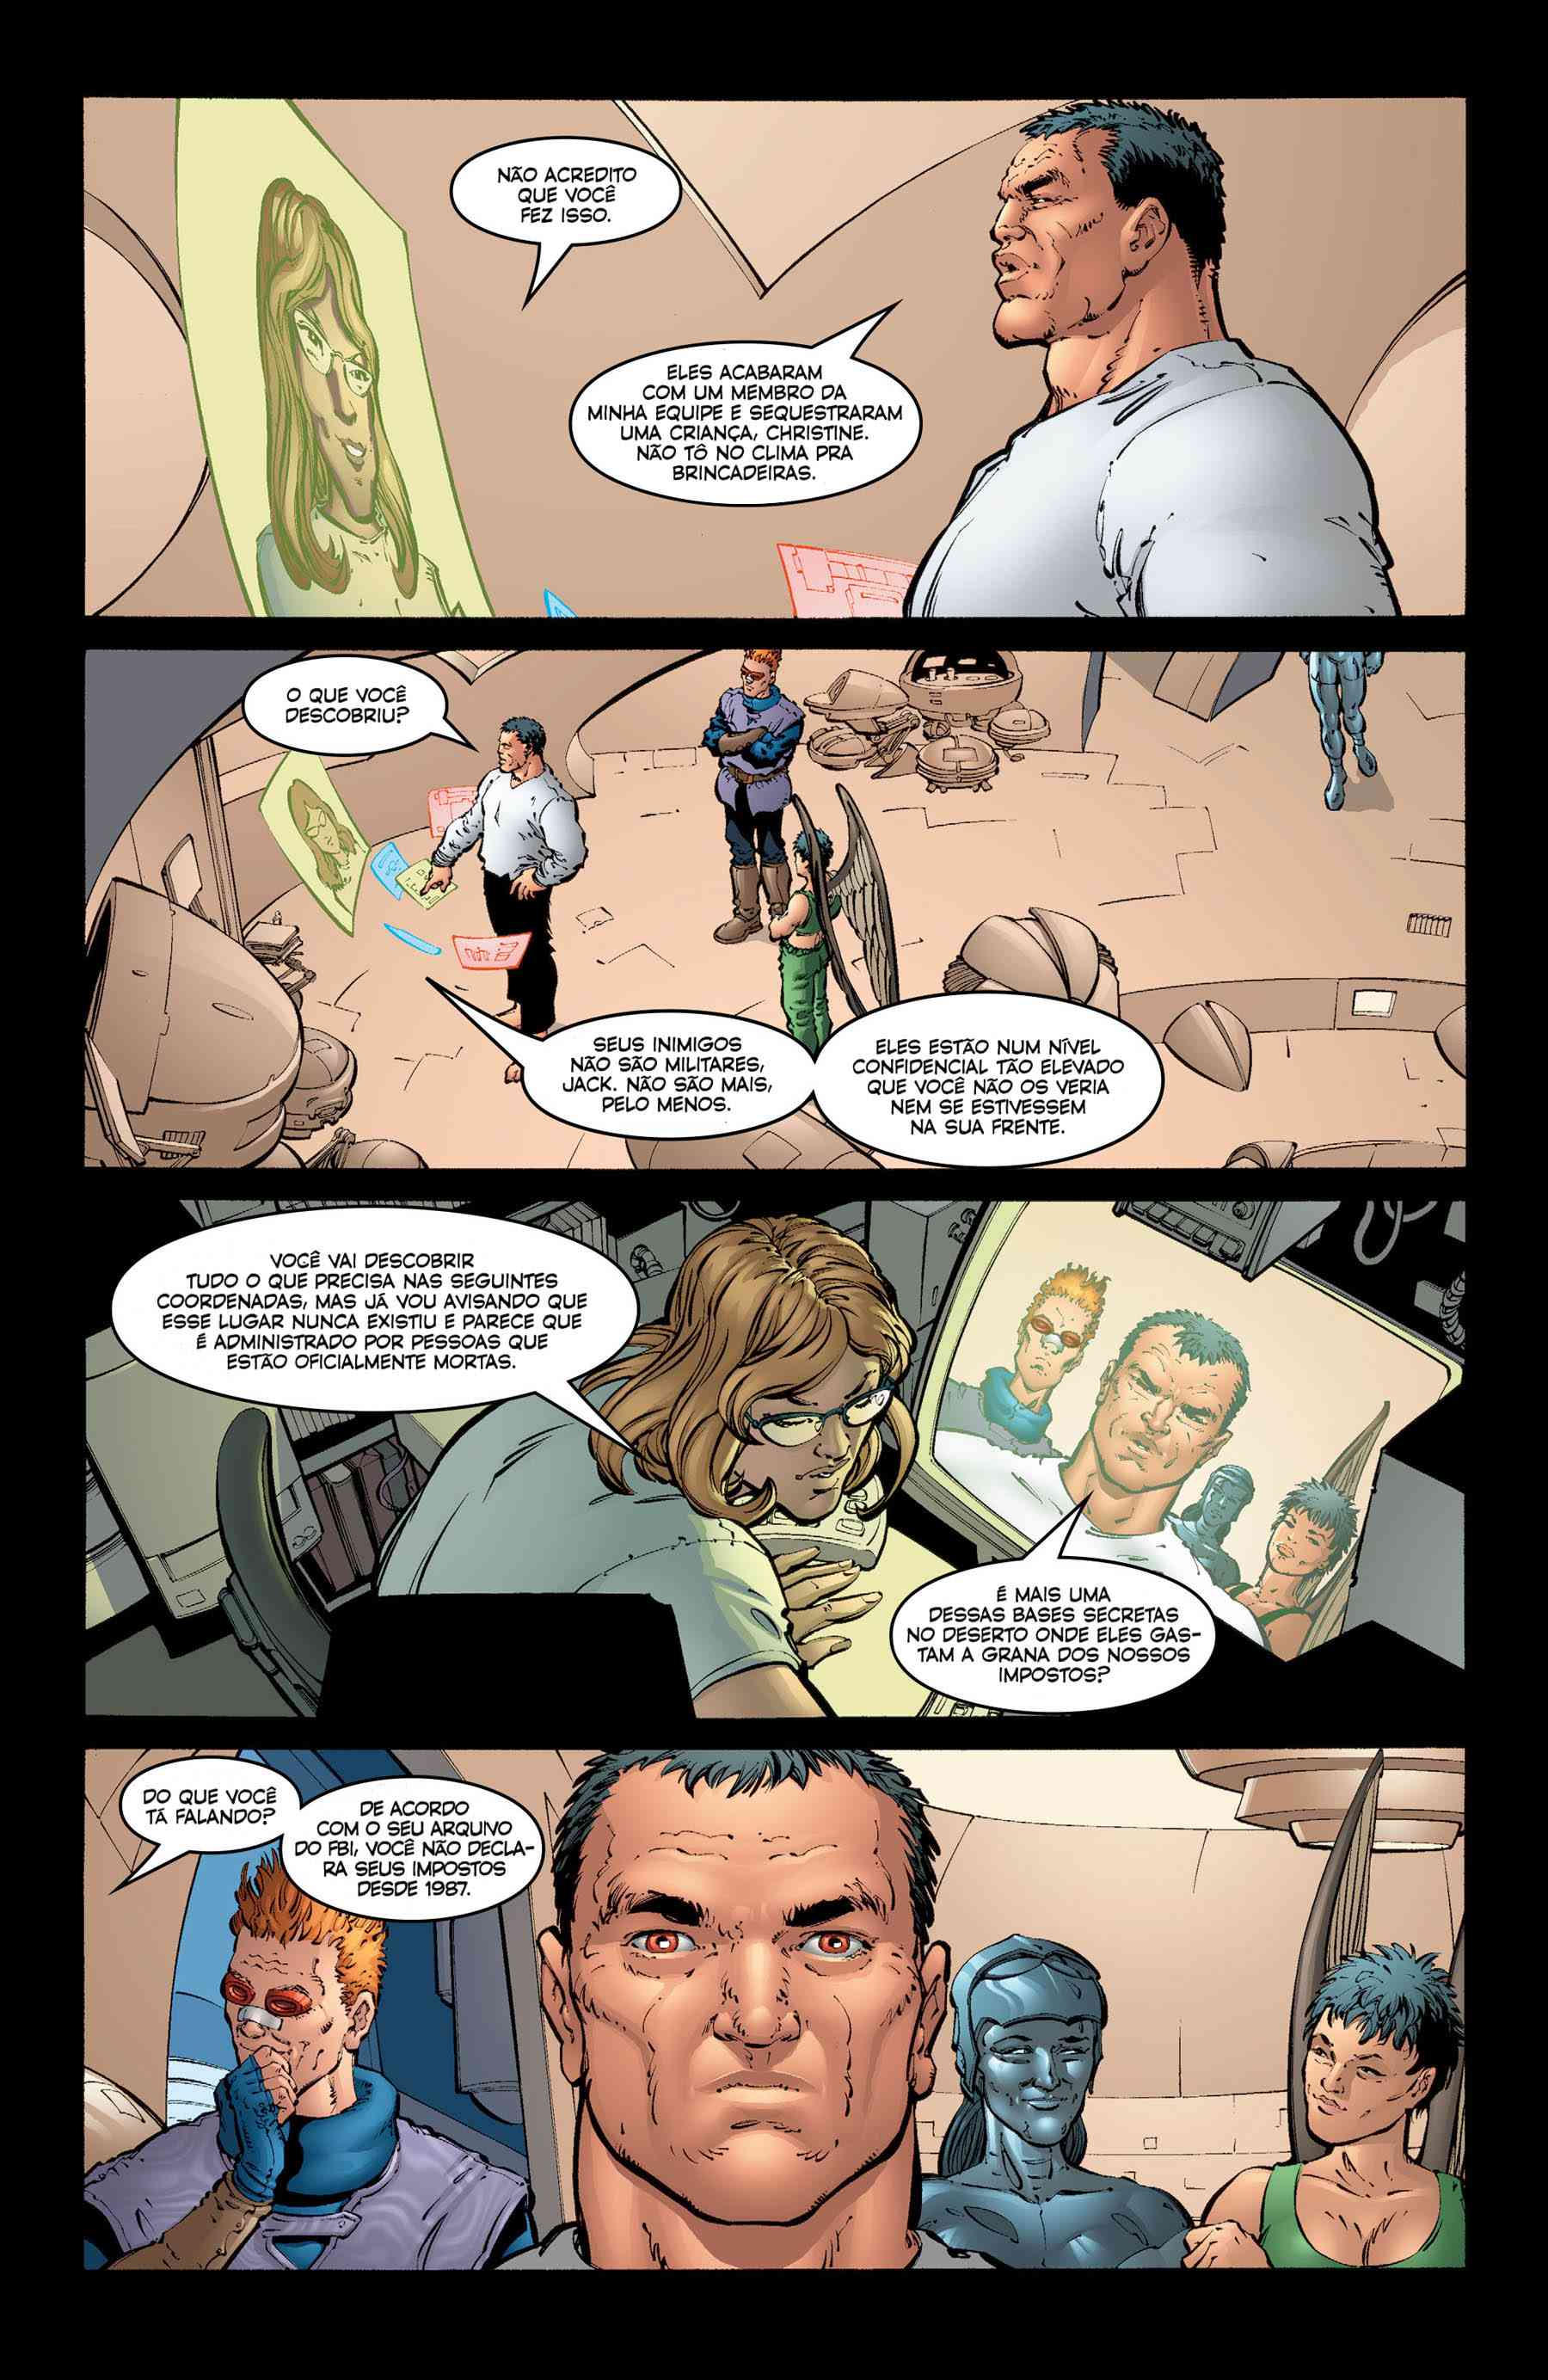 NÃO ACREDITO
QUE VOCÊ
FEZ ISSO.
ELES ACABARAM
COM UM MEMBRO DA
MINHA EQUIPE E SEQUESTRARAM
UMA CRIANÇA, CHRISTINE.
NÃO TÔ NO CLIMA PRA
BRINCADEIRAS.
O QUE VOCÊ
DESCOBRIU?
SEUS INIMIGOS
NÃO SÃO MILITARES,
JACK. NÃO SÃO MAIS,
PELO MENOS.
ELES ESTÃO NUM NÍVEL
CONFIDENCIAL TÃO ELEVADO
QUE VOCÊ NÃO OS VERIA
NEM SE ESTIVESSEM
NA SUA FRENTE.
VOCÊ VAI DESCOBRIR
TUDO O QUE PRECISA NAS SEGUINTES
COORDENADAS, MAS JÁ VOU AVISANDO QUE
ESSE LUGAR NUNCA EXISTIU E PARECE QUE
É ADMINISTRADO POR PESSOAS QUE
ESTÃO OFICIALMENTE MORTAS.
É MAIS UMA
DESSAS BASES SECRETAS
NO DESERTO ONDE ELES GAS-
TAM A GRANA DOS NOSSOS
IMPOSTOS?
DO QUE VOCÊ
TÁ FALANDO?
DE ACORDO
COM O SEU ARQUIVO
DO FBI, VOCÊ NÃO DECLA-
RA SEUS IMPOSTOS
DESDE 1987.